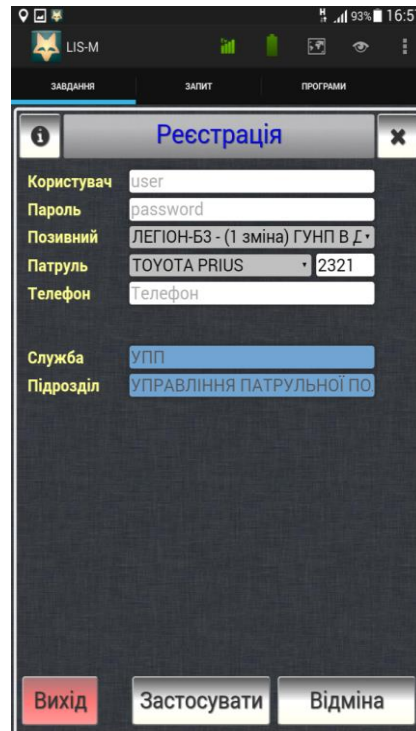 93% 16:5
LIS-M
ЗАВДАННЯ ЗАПИТ ПРОГРАМИ
Реєстрація
Користувач user
Пароль password
Позивний ЛЕГІОН-Б3 - (1 зміна) ГУНП В Д
Патруль TOYOTA PRIUS 2321
Телефон Телефон
Служба УПП
Підрозділ УПРАВЛІННЯ ПАТРУЛЬНОЇ ПО
Вихід Застосувати Відміна